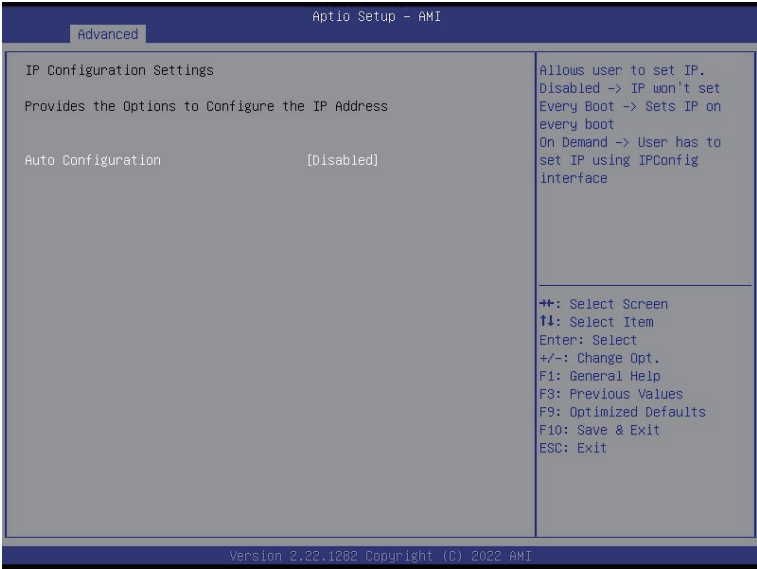 Aptio Setup – AMI
Advanced
IP Configuration Settings
Provides the Options to Configure the IP Address
Auto Configuration [Disabled]
Allows user to set IP.
Disabled -> IP won't set
Every Boot -> Sets IP on
every boot
On Demand -> User has to
set IP using IPConfig
interface
→←: Select Screen
↑↓: Select Item
Enter: Select
+/-: Change Opt.
F1: General Help
F3: Previous Values
F9: Optimized Defaults
F10: Save & Exit
ESC: Exit
Version 2.22.1282 Copyright (C) 2022 AMI